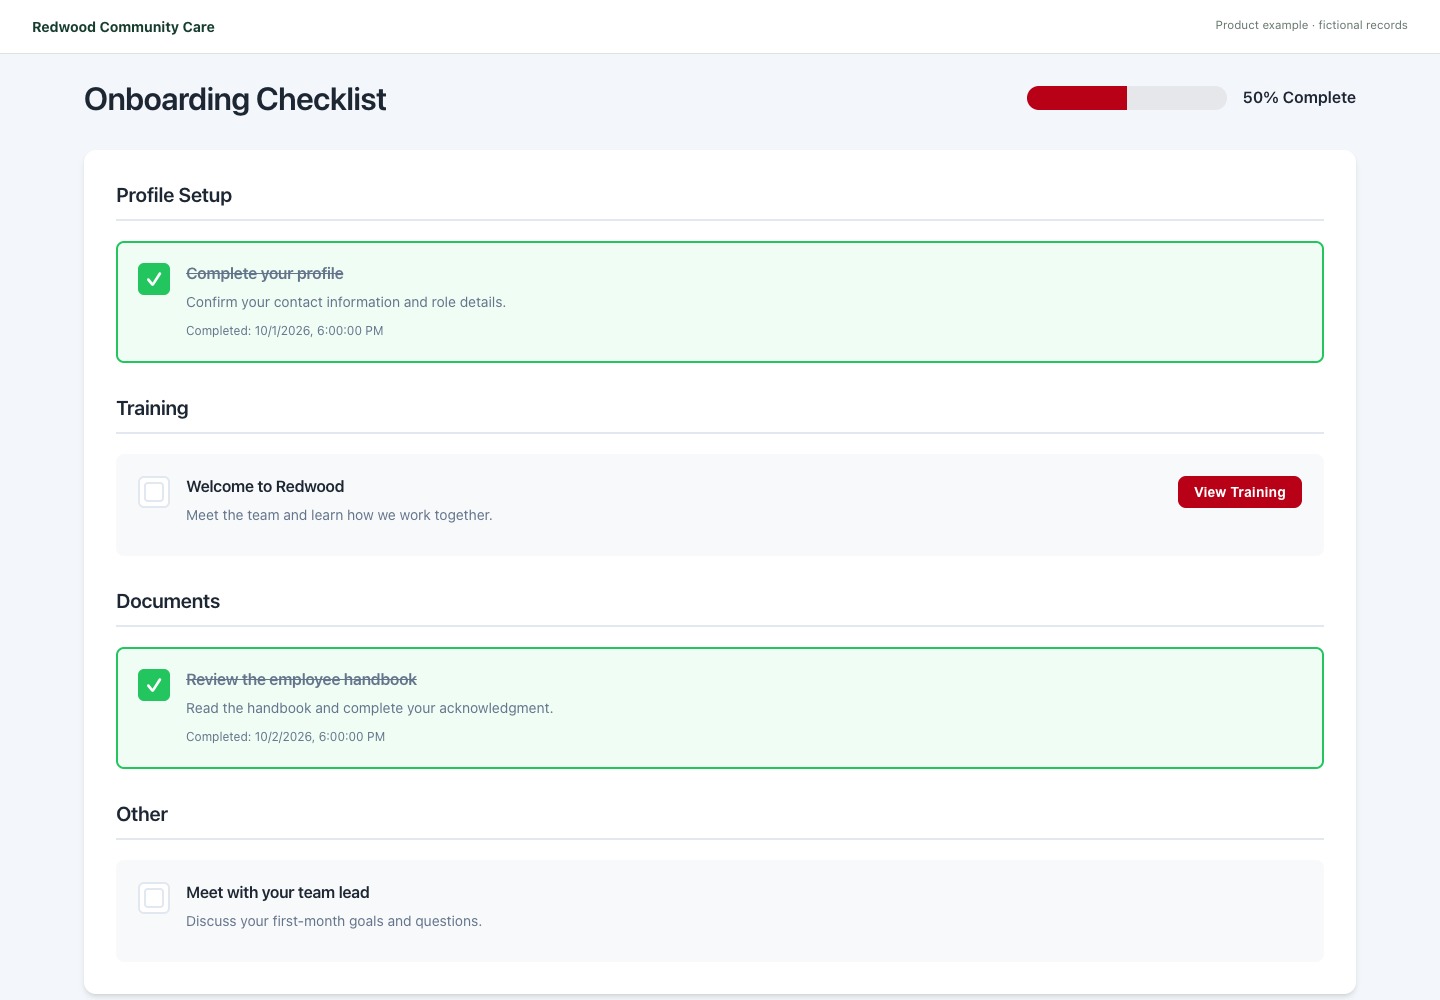 Redwood Community Care
Product example · fictional records
Onboarding Checklist
50% Complete
Profile Setup
Complete your profile
Confirm your contact information and role details.
Completed: 10/1/2026, 6:00:00 PM
Training
Welcome to Redwood
View Training
Meet the team and learn how we work together.
Documents
Review the employee handbook
Read the handbook and complete your acknowledgment.
Completed: 10/2/2026, 6:00:00 PM
Other
Meet with your team lead
Discuss your first-month goals and questions.